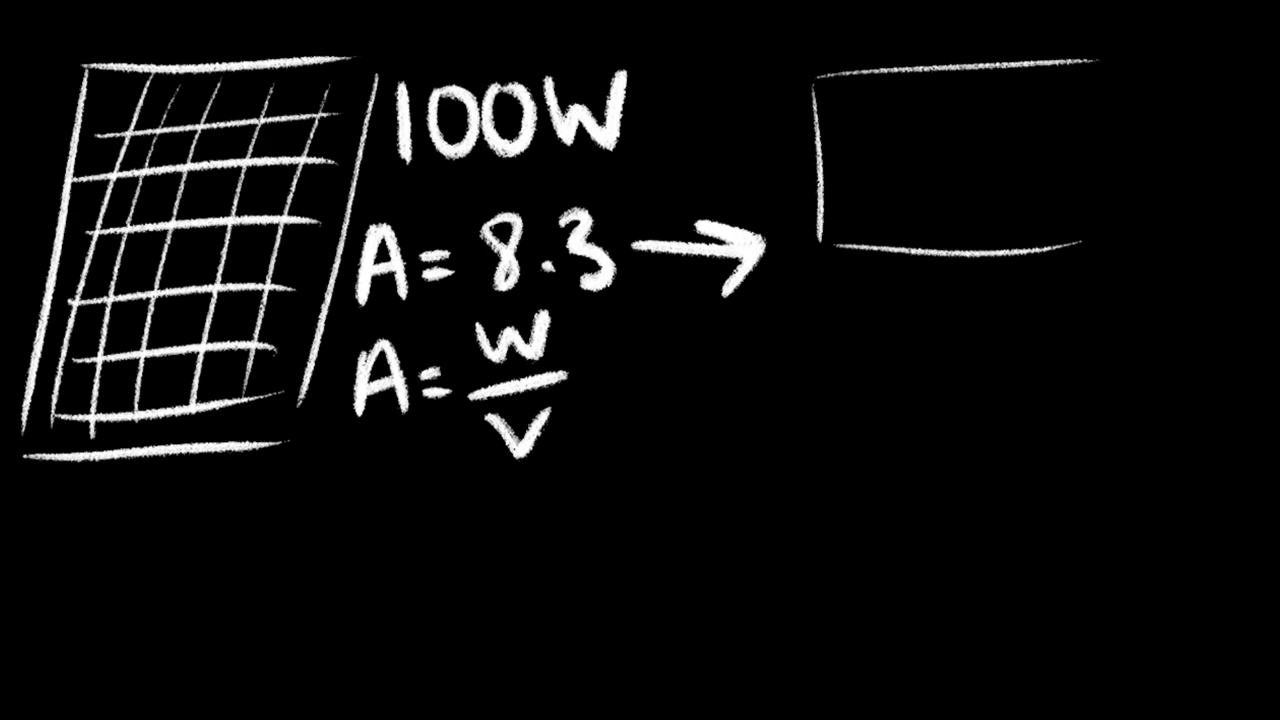 100W
A = 8.3 →
A = W/V